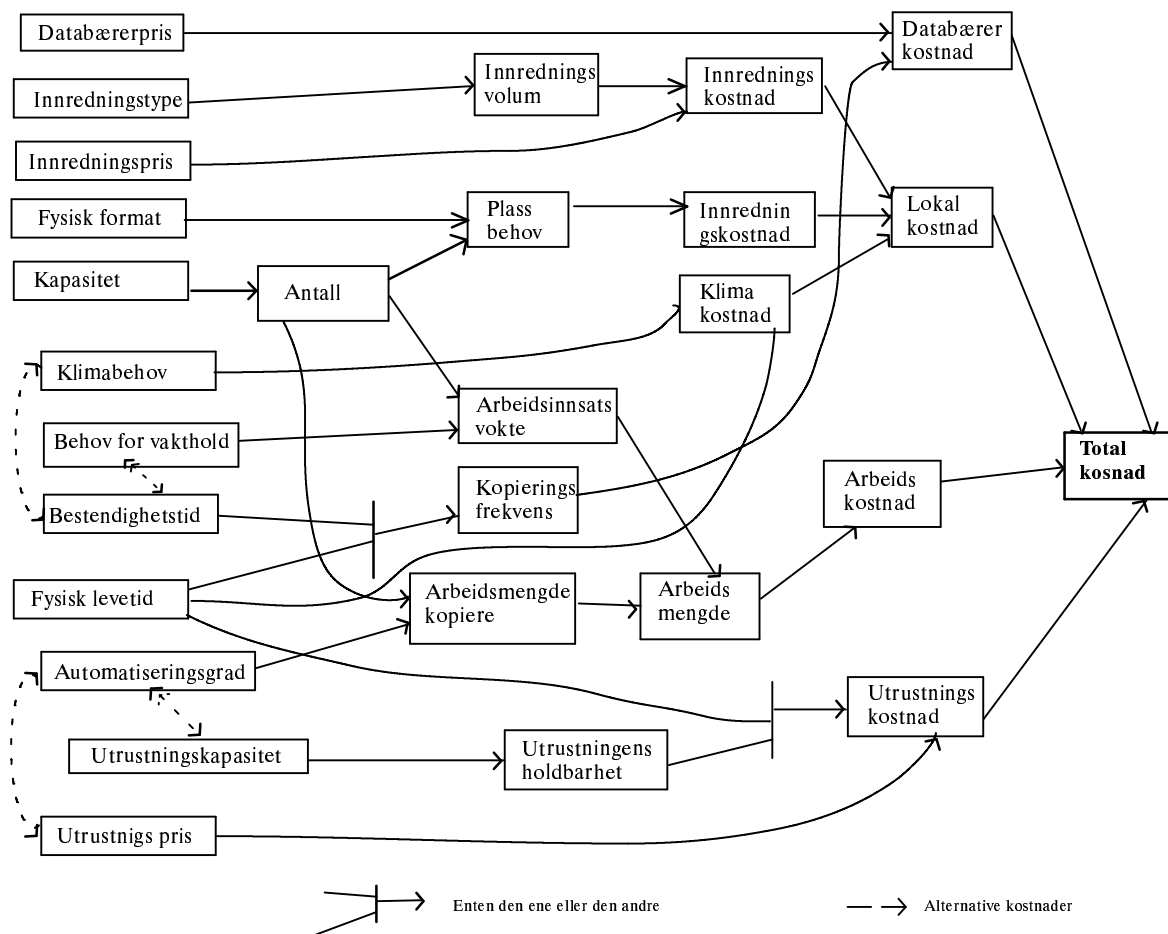 Databærerpris
Databærer
kostnad
Innredningstype
Innrednings
volum
Innrednings
kostnad
Innredningspris
Fysisk format
Plass
behov
Innrednin
gskostnad
Lokal
kostnad
Kapasitet
Antall
Klima
kostnad
Klimabehov
Arbeidsinnsats
vokte
Behov for vakthold
Total
kosnad
Kopierings
frekvens
Arbeids
kostnad
Bestendighetstid
Fysisk levetid
Arbeidsmengde
kopiere
Arbeids
mengde
Automatiseringsgrad
Utrustnings
kostnad
Utrustningskapasitet
Utrustningens
holdbarhet
Utrustnigs pris
Enten den ene eller den andre
Alternative kostnader